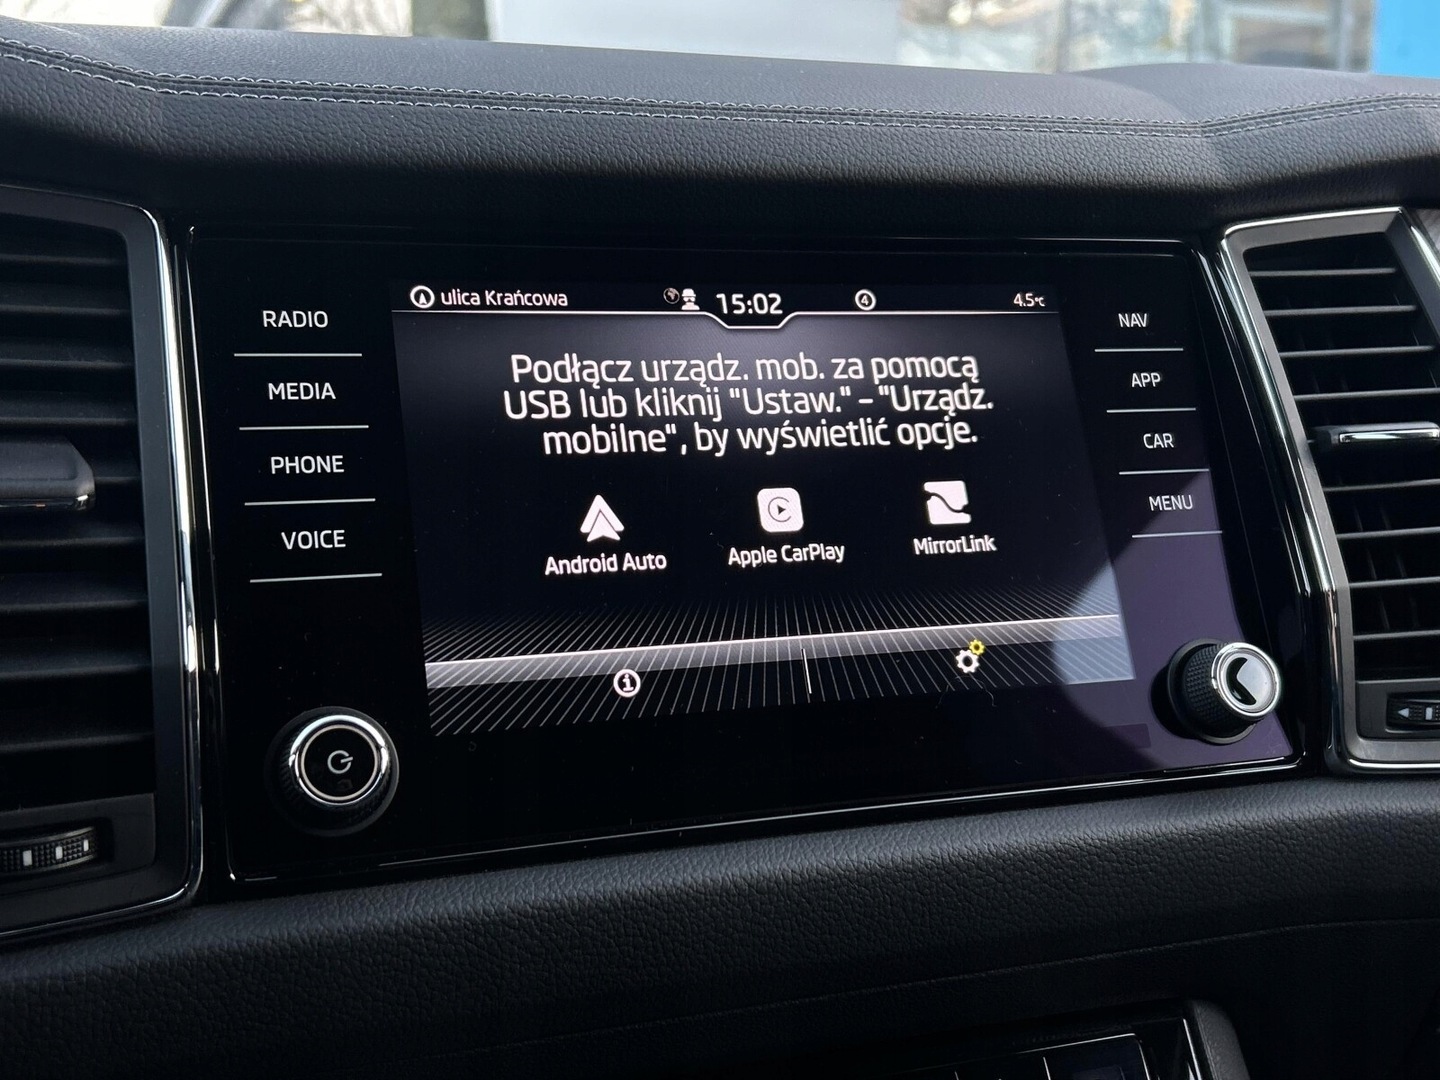 ulica Krańcowa
15:02
4
4.5°C
RADIO
MEDIA
PHONE
VOICE
Podłącz urządz. mob. za pomocą
USB lub kliknij "Ustaw." - "Urządz.
mobilne", by wyświetlić opcje.
Android Auto
Apple CarPlay
MirrorLink
NAV
APP
CAR
MENU